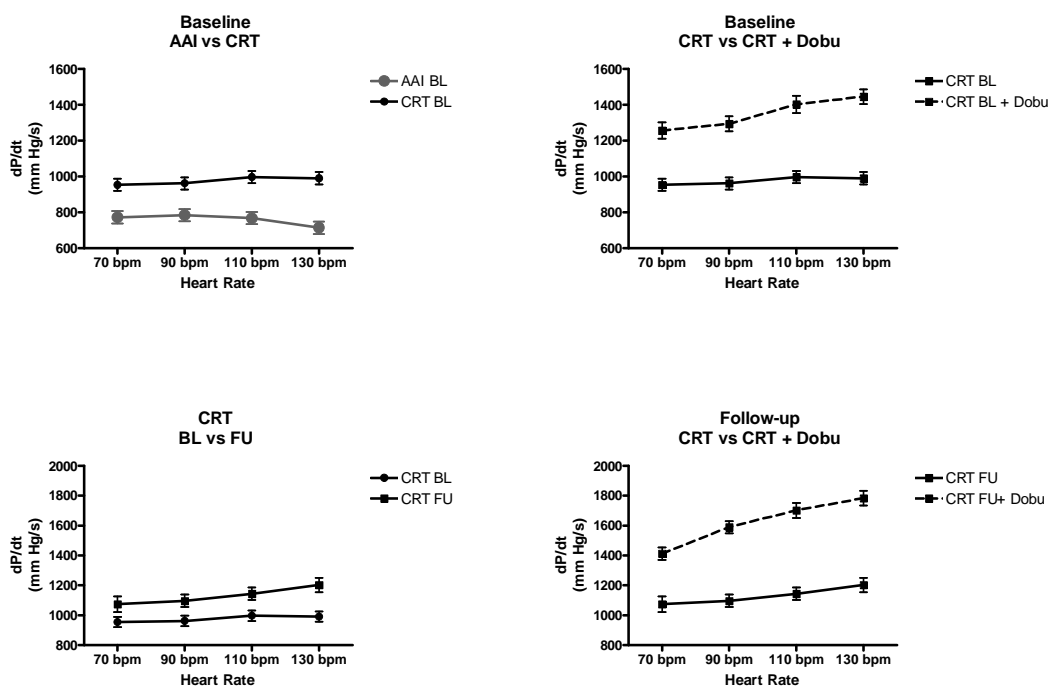 Baseline
AAI vs CRT
1600
1400
1200
1000
800
600
dP/dt
(mm Hg/s)
70 bpm 90 bpm 110 bpm 130 bpm
Heart Rate
AAI BL
CRT BL
Baseline
CRT vs CRT + Dobu
1600
1400
1200
1000
800
600
dP/dt
(mm Hg/s)
70 bpm 90 bpm 110 bpm 130 bpm
Heart Rate
CRT BL
CRT BL + Dobu
CRT
BL vs FU
2000
1800
1600
1400
1200
1000
800
dP/dt
(mm Hg/s)
70 bpm 90 bpm 110 bpm 130 bpm
Heart Rate
CRT BL
CRT FU
Follow-up
CRT vs CRT + Dobu
2000
1800
1600
1400
1200
1000
800
dP/dt
(mm Hg/s)
70 bpm 90 bpm 110 bpm 130 bpm
Heart Rate
CRT FU
CRT FU+ Dobu